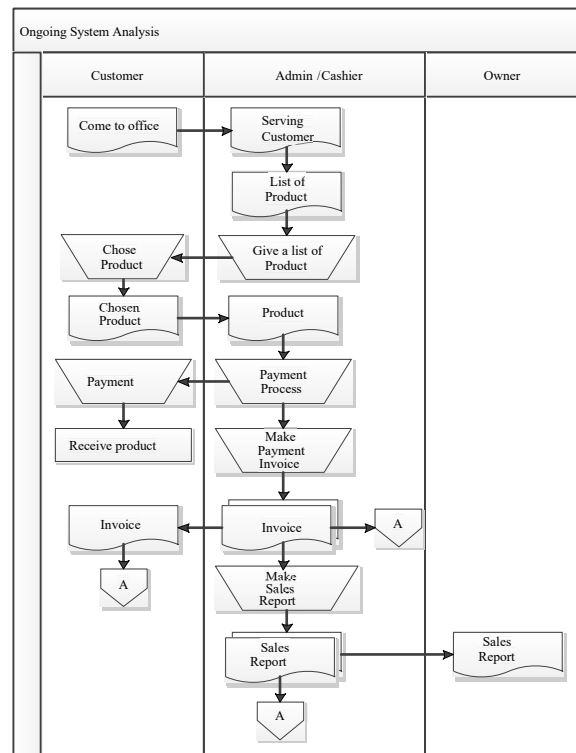 Ongoing System Analysis
Customer
Admin /Cashier
Owner
Come to office
Serving
Customer
List of
Product
Chose
Product
Give a list of
Product
Chosen
Product
Product
Payment
Payment
Process
Receive product
Make
Payment
Invoice
Invoice
Invoice
A
A
Make
Sales
Report
Sales
Report
Sales
Report
A